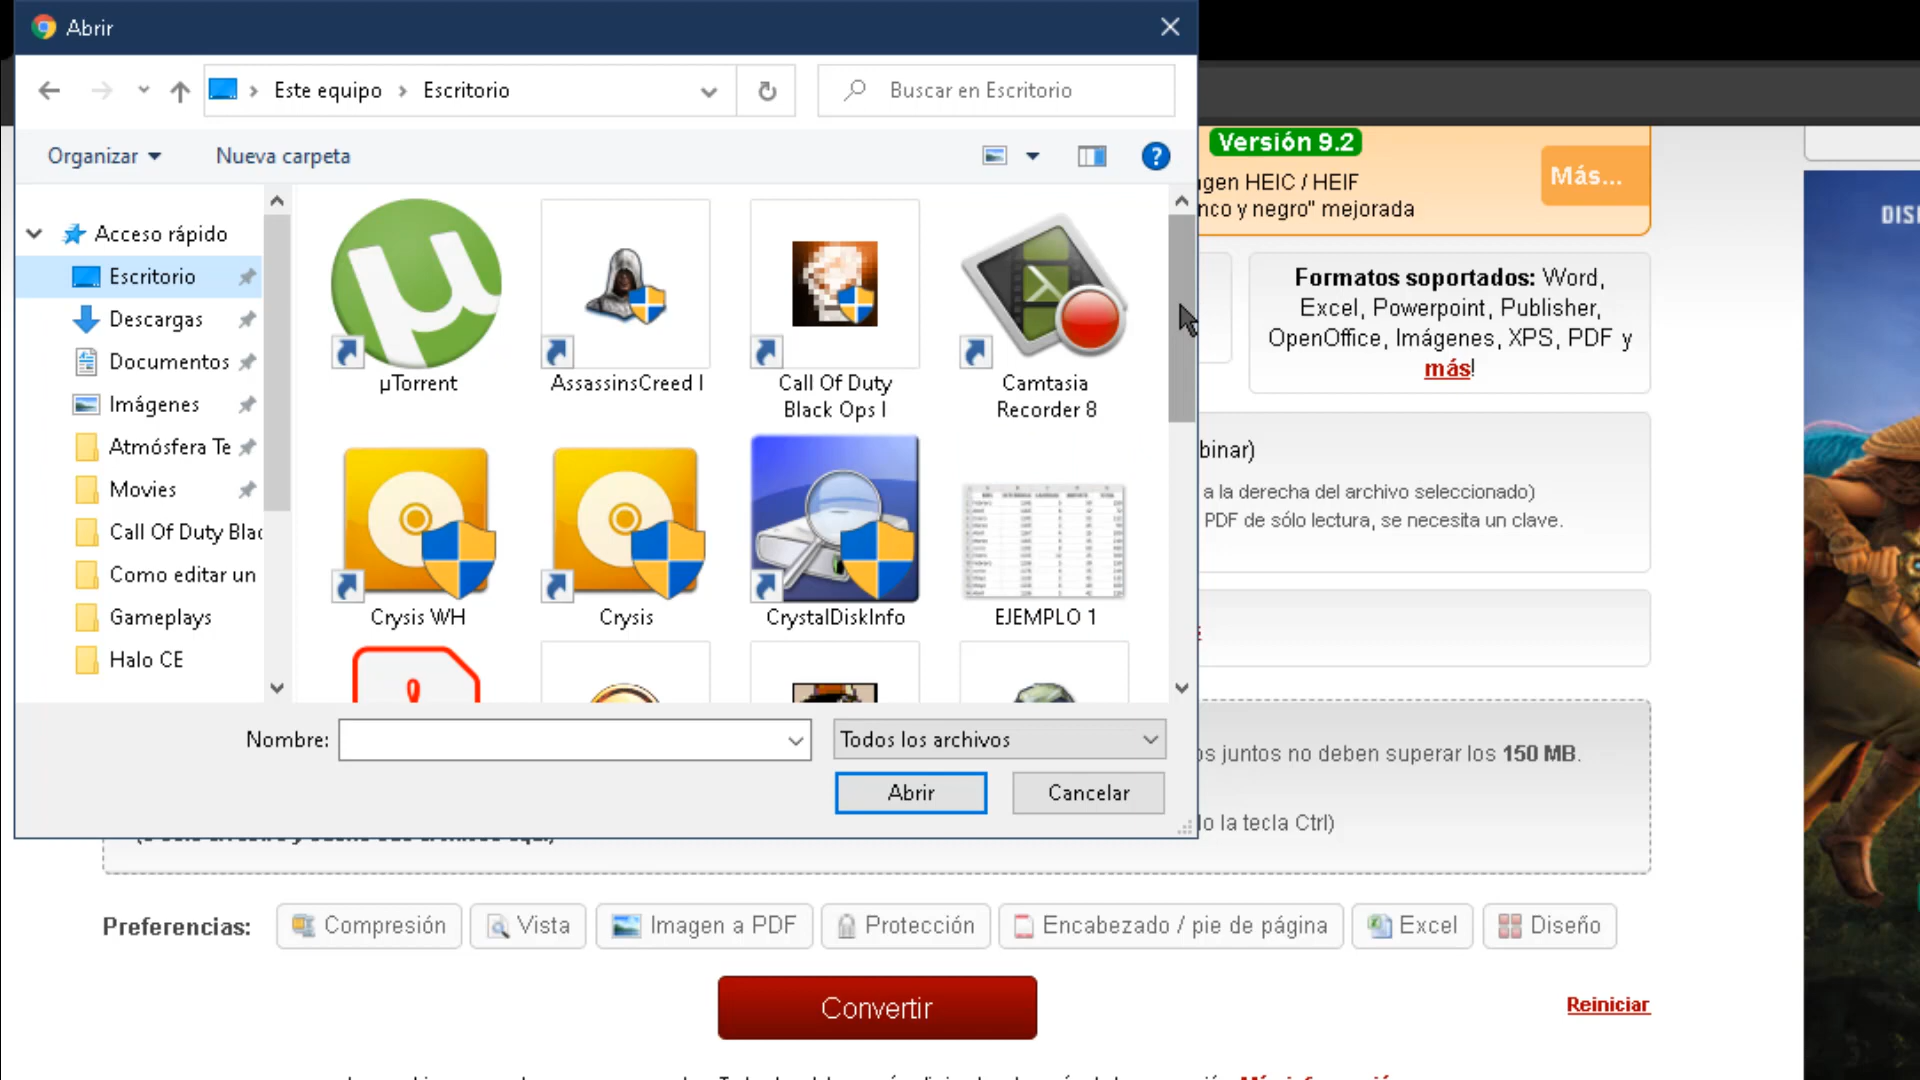 Abrir
Este equipo > Escritorio
Buscar en Escritorio
Organizar
Nueva carpeta
Acceso rápido
Escritorio
Descargas
Documentos
Imágenes
Atmósfera Te
Movies
Call Of Duty Blac
Como editar un
Gameplays
Halo CE
µTorrent
AssassinsCreed I
Call Of Duty
Black Ops I
Camtasia
Recorder 8
Crysis WH
Crysis
CrystalDiskInfo
EJEMPLO 1
Nombre:
Todos los archivos
Abrir
Cancelar
Versión 9.2
gen HEIC / HEIF
nco y negro" mejorada
Más...
DIS
Formatos soportados: Word,
Excel, Powerpoint, Publisher,
OpenOffice, Imágenes, XPS, PDF y
más!
binar)
a la derecha del archivo seleccionado)
PDF de sólo lectura, se necesita un clave.
os juntos no deben superar los 150 MB.
lo la tecla Ctrl)
Preferencias:
Compresión
Vista
Imagen a PDF
Protección
Encabezado / pie de página
Excel
Diseño
Convertir
Reiniciar